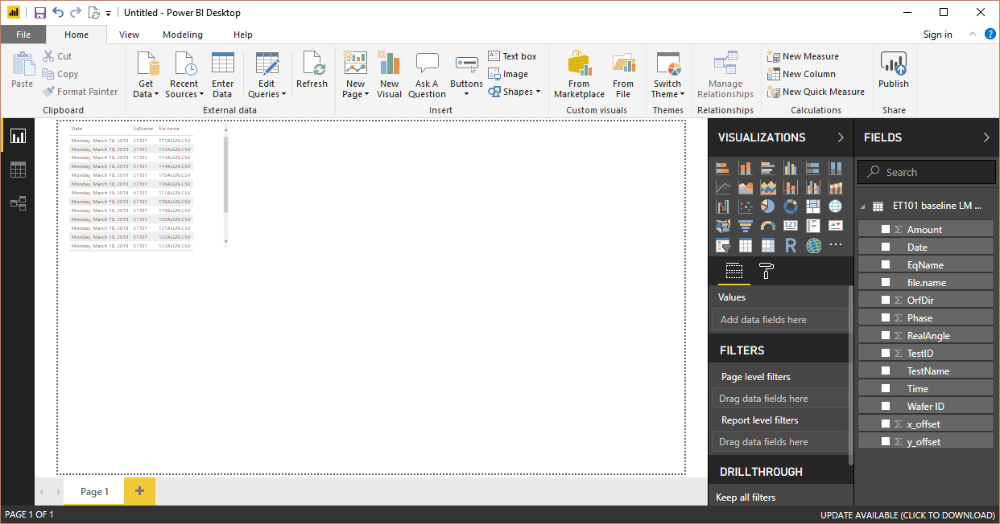 Untitled - Power BI Desktop
File Home View Modeling Help Sign in
Paste
Cut
Copy
Format Painter
Clipboard
Get Data
Recent Sources
Enter Data
Edit Queries
Refresh
External data
New Page
New Visual
Ask A Question
Buttons
Text box
Image
Shapes
Insert
From Marketplace
From File
Custom visuals
Switch Theme
Themes
Manage Relationships
Relationships
New Measure
New Column
New Quick Measure
Calculations
Publish
Share
Date EqName file.name
Monday, March 18, 2019 ET101 111ALGN.CSV
Monday, March 18, 2019 ET101 112ALGN.CSV
Monday, March 18, 2019 ET101 113ALGN.CSV
Monday, March 18, 2019 ET101 114ALGN.CSV
Monday, March 18, 2019 ET101 115ALGN.CSV
Monday, March 18, 2019 ET101 116ALGN.CSV
Monday, March 18, 2019 ET101 117ALGN.CSV
Monday, March 18, 2019 ET101 118ALGN.CSV
Monday, March 18, 2019 ET101 119ALGN.CSV
Monday, March 18, 2019 ET101 120ALGN.CSV
Monday, March 18, 2019 ET101 121ALGN.CSV
Monday, March 18, 2019 ET101 122ALGN.CSV
Monday, March 18, 2019 ET101 123ALGN.CSV
VISUALIZATIONS
123
R
Values
Add data fields here
FILTERS
Page level filters
Drag data fields here
Report level filters
Drag data fields here
DRILLTHROUGH
Keep all filters
FIELDS
Search
ET101 baseline LM ...
Σ Amount
Date
EqName
file.name
Σ OrfDir
Σ Phase
Σ RealAngle
Σ TestID
TestName
Time
Wafer ID
Σ x_offset
Σ y_offset
Page 1
PAGE 1 OF 1
UPDATE AVAILABLE (CLICK TO DOWNLOAD)